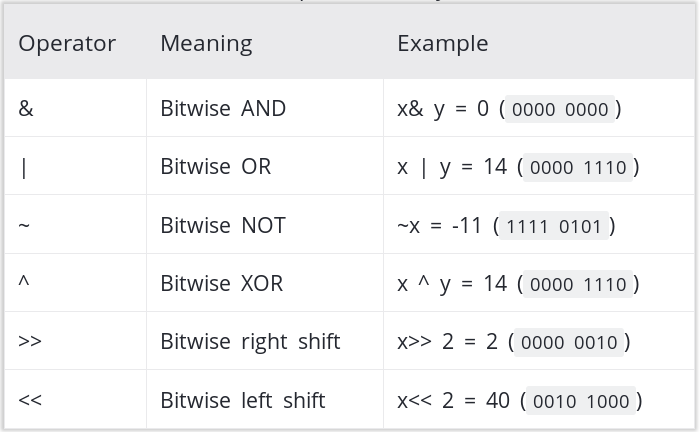 Operator Meaning Example
& Bitwise AND x& y = 0 (0000 0000)
| Bitwise OR x | y = 14 (0000 1110)
~ Bitwise NOT ~x = -11 (1111 0101)
^ Bitwise XOR x ^ y = 14 (0000 1110)
>> Bitwise right shift x>> 2 = 2 (0000 0010)
<< Bitwise left shift x<< 2 = 40 (0010 1000)